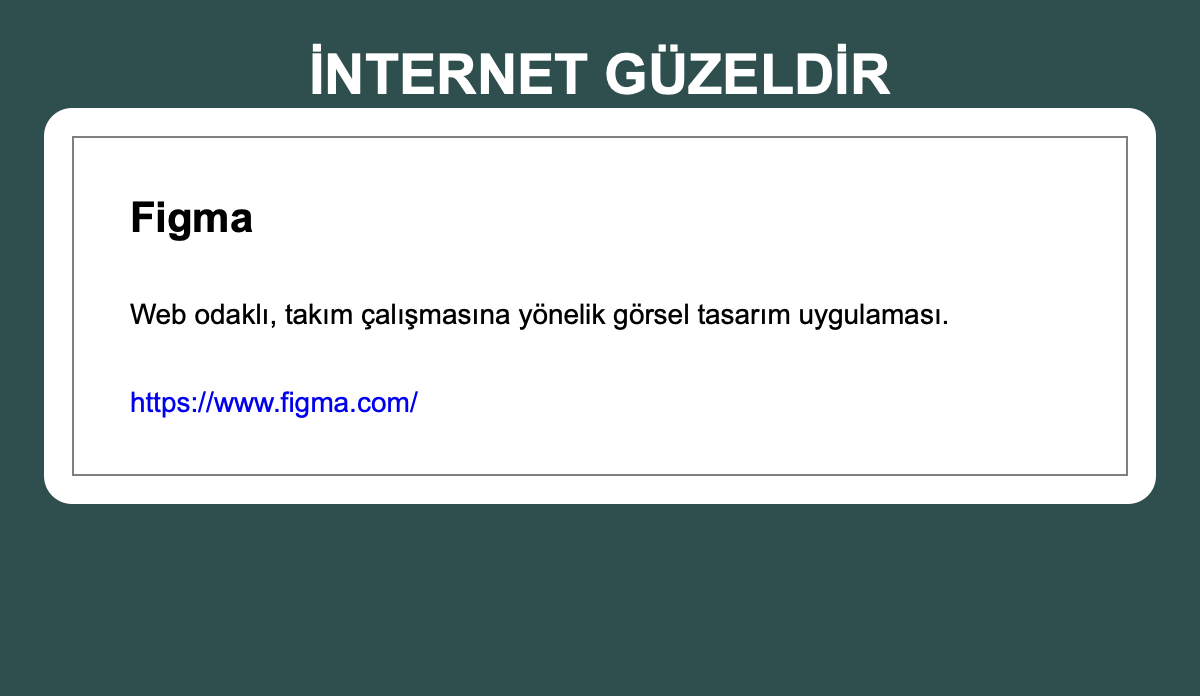 İNTERNET GÜZELDİR
Figma
Web odaklı, takım çalışmasına yönelik görsel tasarım uygulaması.
https://www.figma.com/